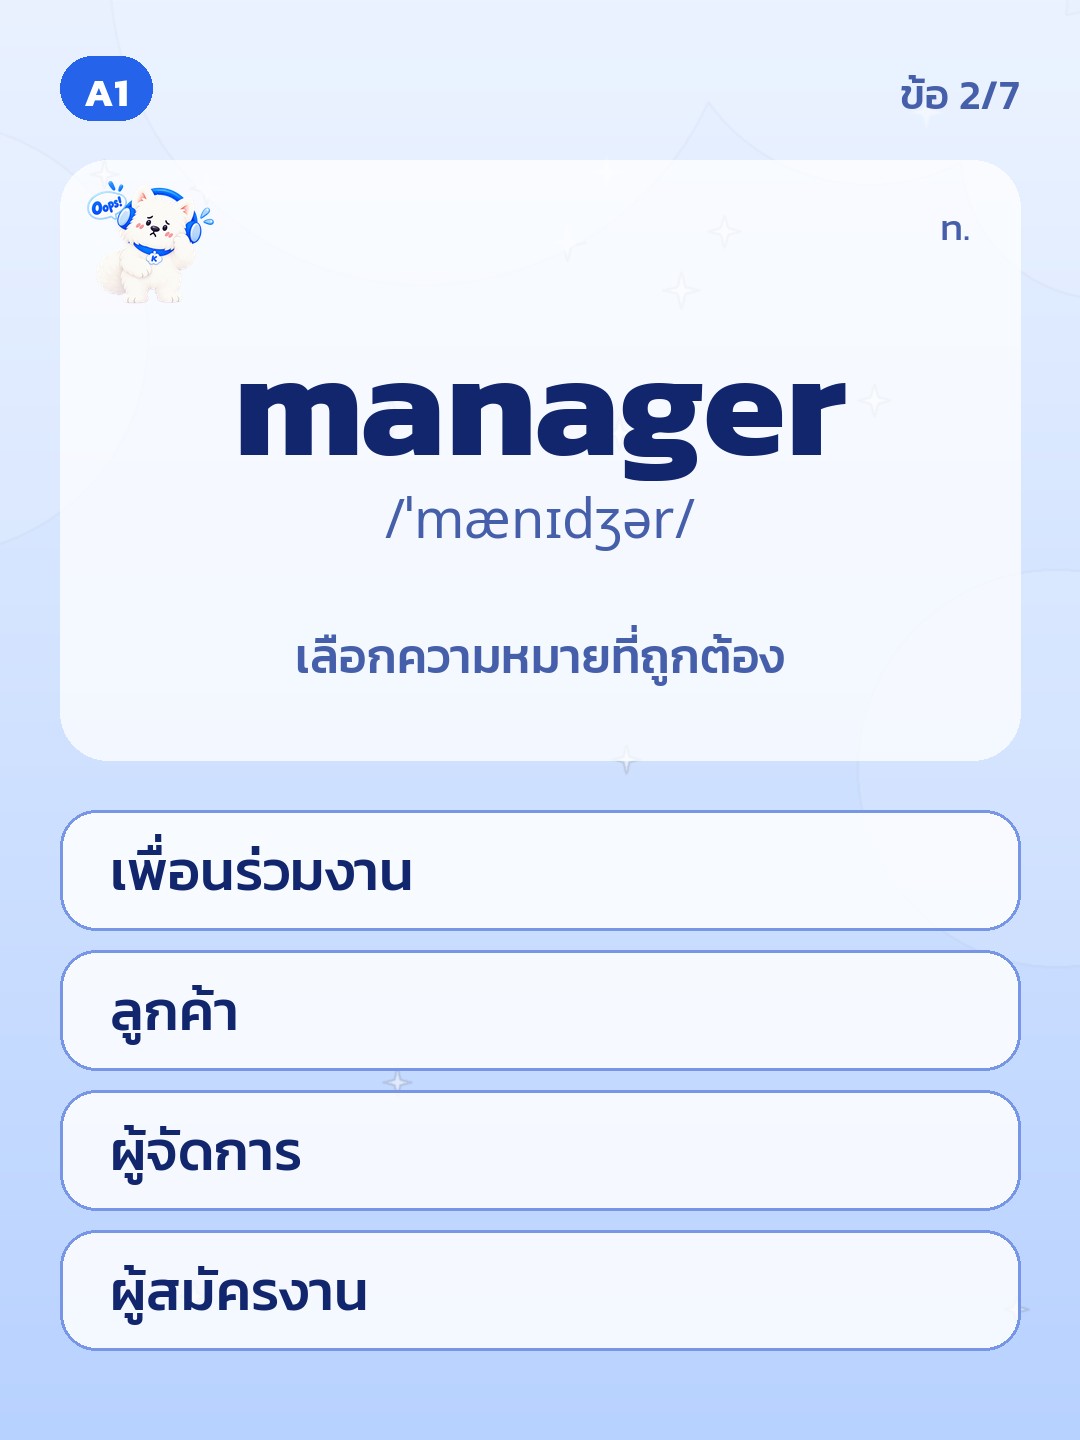 A1
ข้อ 2/7
Oops!
K
n.
manager
/ˈmænɪdʒər/
เลือกความหมายที่ถูกต้อง
เพื่อนร่วมงาน
ลูกค้า
ผู้จัดการ
ผู้สมัครงาน